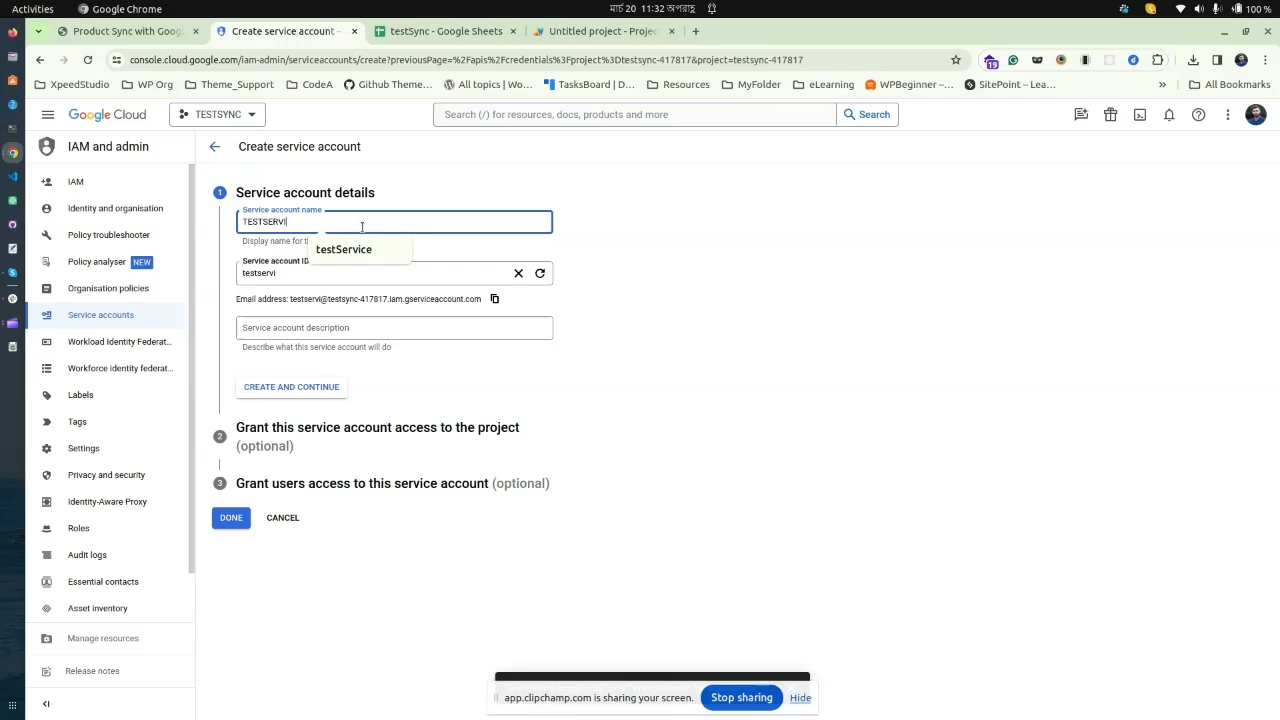 Activities Google Chrome মার্চ 20 11:32 অপরাহ্ণ 100 %
Product Sync with Goog Create service account – testSync - Google Sheets Untitled project - Projec
console.cloud.google.com/iam-admin/serviceaccounts/create?previousPage=%2Fapis%2Fcredentials%3Fproject%3Dtestsync-417817&project=testsync-417817 19
XpeedStudio WP Org Theme_Support CodeA Github Theme... All topics | Wo... TasksBoard | D... Resources MyFolder eLearning WPBeginner –... SitePoint – Lea... » All Bookmarks
Google Cloud TESTSYNC Search (/) for resources, docs, products and more Search
IAM and admin
Create service account
IAM
Identity and organisation
Policy troubleshooter
Policy analyser NEW
Organisation policies
Service accounts
Workload Identity Federat...
Workforce identity federat...
Labels
Tags
Settings
Privacy and security
Identity-Aware Proxy
Roles
Audit logs
Essential contacts
Asset inventory
Manage resources
Release notes
1 Service account details
Service account name
TESTSERVI
Display name for t
testService
Service account ID
testservi
Email address: testservi@testsync-417817.iam.gserviceaccount.com
Service account description
Describe what this service account will do
CREATE AND CONTINUE
2 Grant this service account access to the project
(optional)
3 Grant users access to this service account (optional)
DONE CANCEL
app.clipchamp.com is sharing your screen. Stop sharing Hide